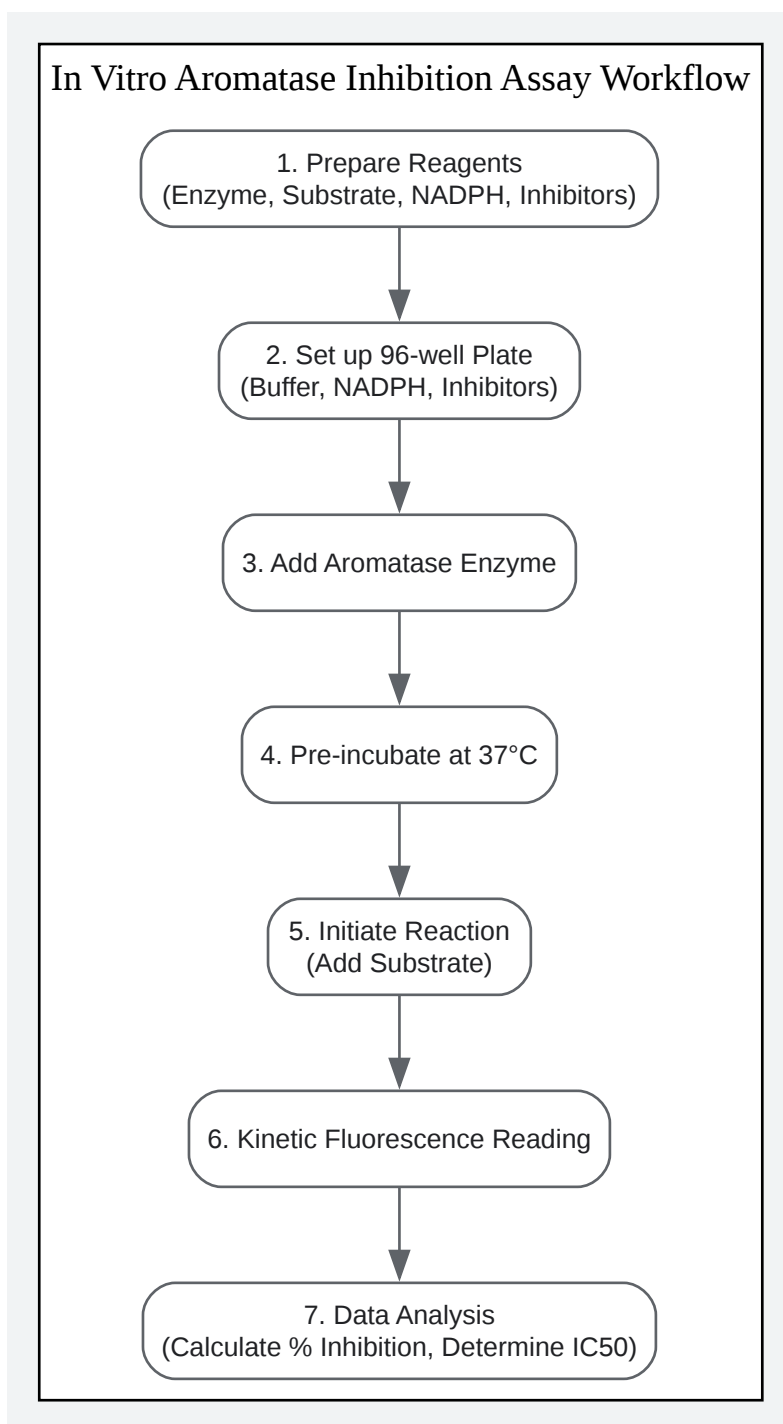 In Vitro Aromatase Inhibition Assay Workflow
1. Prepare Reagents
(Enzyme, Substrate, NADPH, Inhibitors)
2. Set up 96-well Plate
(Buffer, NADPH, Inhibitors)
3. Add Aromatase Enzyme
4. Pre-incubate at 37°C
5. Initiate Reaction
(Add Substrate)
6. Kinetic Fluorescence Reading
7. Data Analysis
(Calculate % Inhibition, Determine IC50)